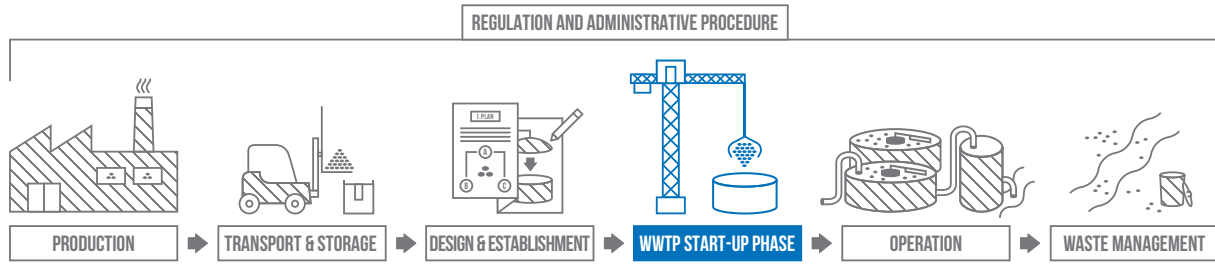 REGULATION AND ADMINISTRATIVE PROCEDURE
1.PLAN
A
B
C
PRODUCTION
TRANSPORT & STORAGE
DESIGN & ESTABLISHMENT
WWTP START-UP PHASE
OPERATION
WASTE MANAGEMENT